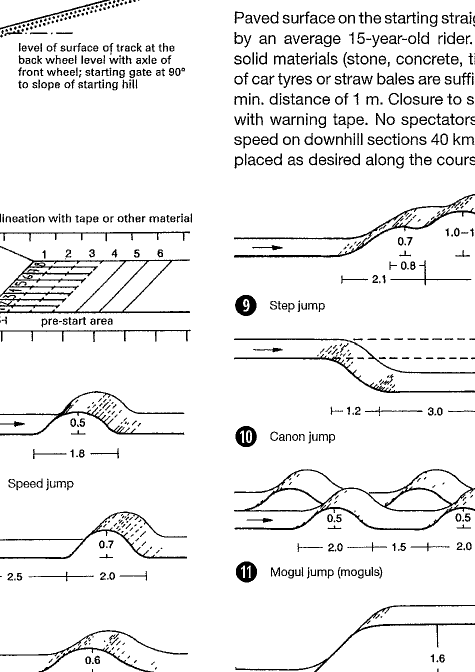 level of surface of track at the
back wheel level with axle of
front wheel; starting gate at 90°
to slope of starting hill
Paved surface on the starting straig
by an average 15-year-old rider.
solid materials (stone, concrete, ti
of car tyres or straw bales are suffi
min. distance of 1 m. Closure to s
with warning tape. No spectators
speed on downhill sections 40 km
placed as desired along the cours
lineation with tape or other material
1 2 3 4 5 6
pre-start area
0.5
1.8
Speed jump
0.7
2.5 2.0
0.6
0.7
1.0–1
0.8
2.1
9 Step jump
1.2 3.0
10 Canon jump
0.5 0.5
2.0 1.5 2.0
11 Mogul jump (moguls)
1.6